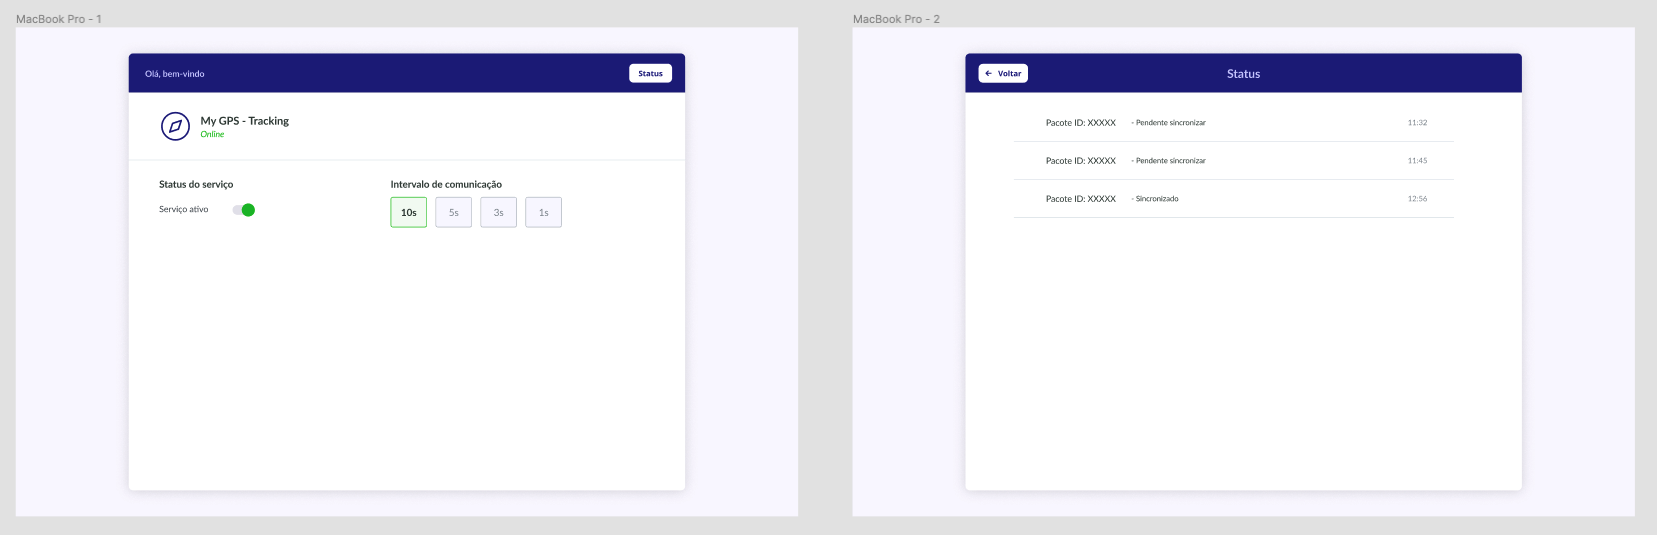 MacBook Pro - 1
Olá, bem-vindo
Status
My GPS - Tracking
Online
Status do serviço
Serviço ativo
Intervalo de comunicação
10s
5s
3s
1s
MacBook Pro - 2
Voltar
Status
Pacote ID: XXXXX - Pendente sincronizar 11:32
Pacote ID: XXXXX - Pendente sincronizar 11:45
Pacote ID: XXXXX - Sincronizado 12:56